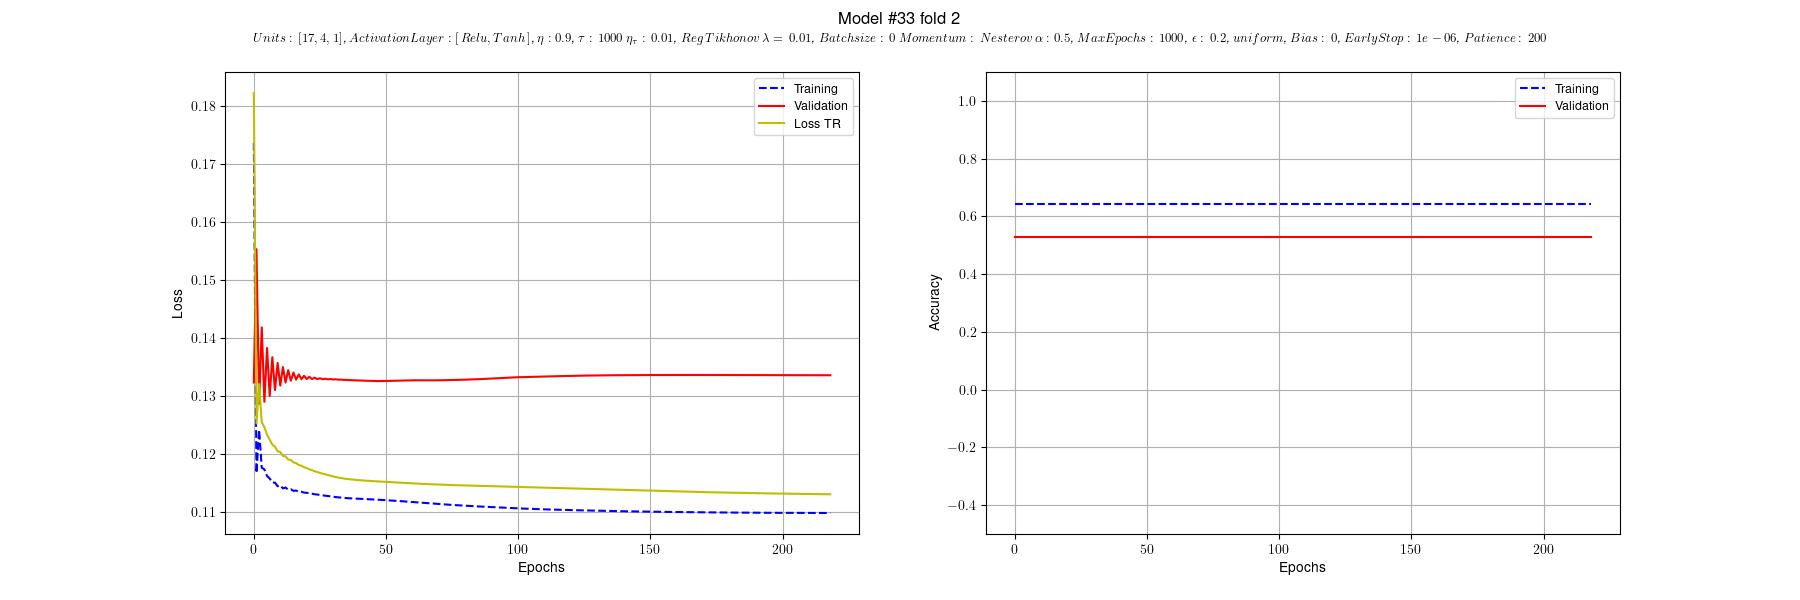 Model #33 fold 2
Units : [17, 4, 1], ActivationLayer : [ Relu, Tanh], η : 0.9, τ : 1000 ητ : 0.01, RegTikhonov λ = 0.01, Batchsize : 0 Momentum : Nesterov α : 0.5, MaxEpochs : 1000, ϵ : 0.2, uniform, Bias : 0, EarlyStop : 1e − 06, Patience : 200
Training
Validation
Loss TR
0.18
0.17
0.16
0.15
0.14
0.13
0.12
0.11
Loss
0
50
100
150
200
Epochs
Training
Validation
1.0
0.8
0.6
0.4
0.2
0.0
−0.2
−0.4
Accuracy
0
50
100
150
200
Epochs